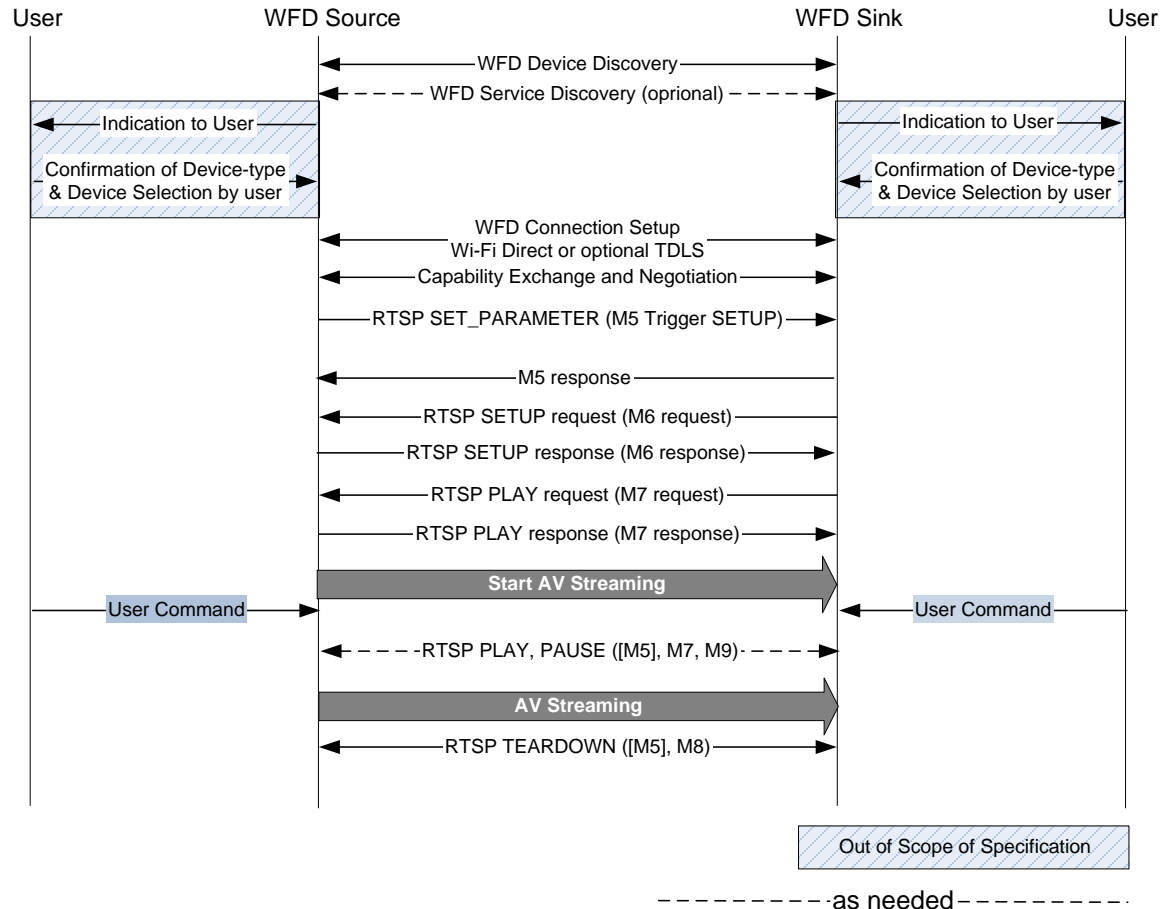 User
WFD Source
WFD Sink
User
WFD Device Discovery
WFD Service Discovery (optional)
Indication to User
Indication to User
Confirmation of Device-type
& Device Selection by user
Confirmation of Device-type
& Device Selection by user
WFD Connection Setup
Wi-Fi Direct or optional TDLS
Capability Exchange and Negotiation
RTSP SET_PARAMETER (M5 Trigger SETUP)
M5 response
RTSP SETUP request (M6 request)
RTSP SETUP response (M6 response)
RTSP PLAY request (M7 request)
RTSP PLAY response (M7 response)
Start AV Streaming
User Command
User Command
RTSP PLAY, PAUSE ([M5], M7, M9)
AV Streaming
RTSP TEARDOWN ([M5], M8)
Out of Scope of Specification
as needed